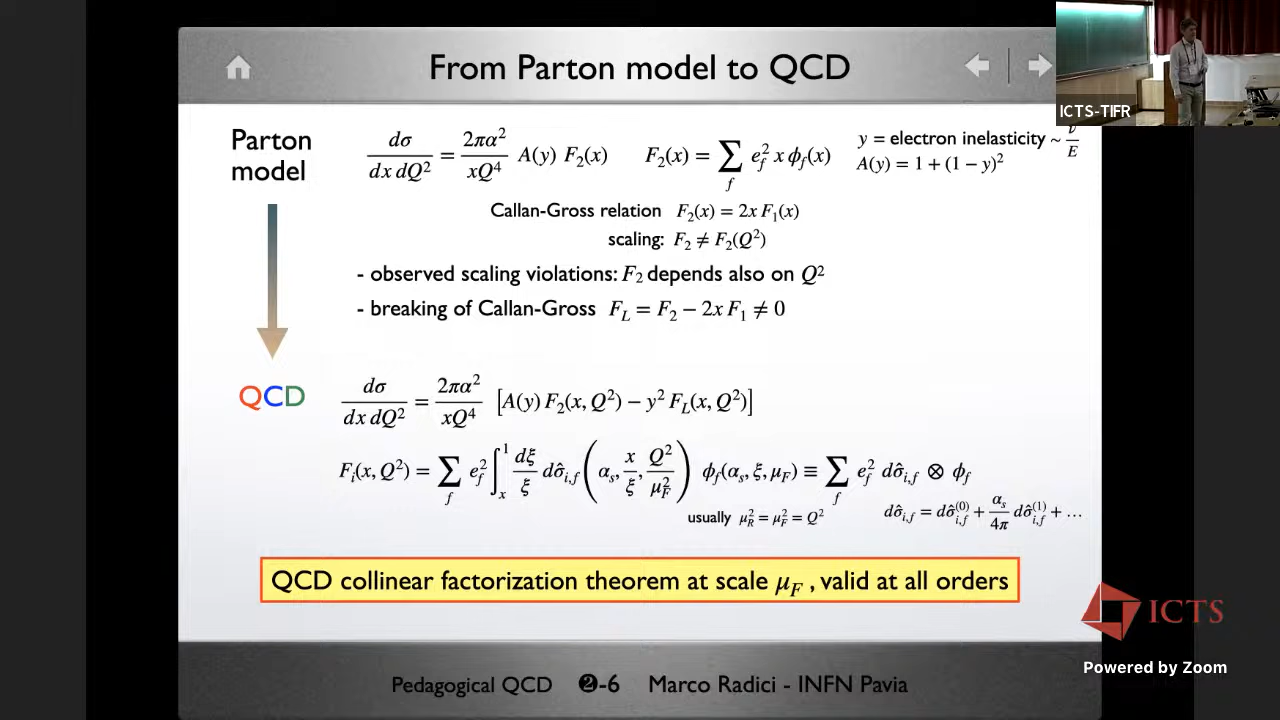 From Parton model to QCD
ICTS-TIFR
Parton model
dσ/(dx dQ²) = 2πα²/(xQ⁴) A(y) F₂(x)    F₂(x) = ∑_f e_f² x ϕ_f(x)
y = electron inelasticity ~ ν/E
A(y) = 1 + (1 − y)²
Callan-Gross relation F₂(x) = 2x F₁(x)
scaling: F₂ ≠ F₂(Q²)
- observed scaling violations: F₂ depends also on Q²
- breaking of Callan-Gross F_L = F₂ − 2x F₁ ≠ 0
QCD
dσ/(dx dQ²) = 2πα²/(xQ⁴) [A(y) F₂(x, Q²) − y² F_L(x, Q²)]
F_i(x, Q²) = ∑_f e_f² ∫_x^1 dξ/ξ dσ̂_{i,f}(α_s, x/ξ, Q²/μ_F²) ϕ_f(α_s, ξ, μ_F) ≡ ∑_f e_f² dσ̂_{i,f} ⊗ ϕ_f
usually μ_R² = μ_F² = Q²
dσ̂_{i,f} = dσ̂_{i,f}^{(0)} + α_s/4π dσ̂_{i,f}^{(1)} + …
QCD collinear factorization theorem at scale μ_F , valid at all orders
ICTS
Powered by Zoom
Pedagogical QCD ❷-6 Marco Radici - INFN Pavia